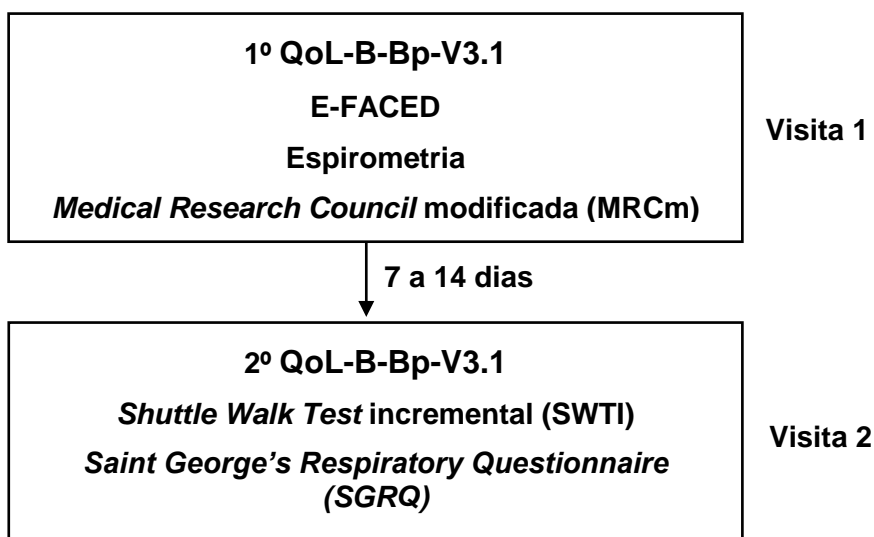 1º QoL-B-Bp-V3.1
E-FACED
Espirometria
Medical Research Council modificada (MRCm)
Visita 1
7 a 14 dias
2º QoL-B-Bp-V3.1
Shuttle Walk Test incremental (SWTI)
Saint George's Respiratory Questionnaire
(SGRQ)
Visita 2